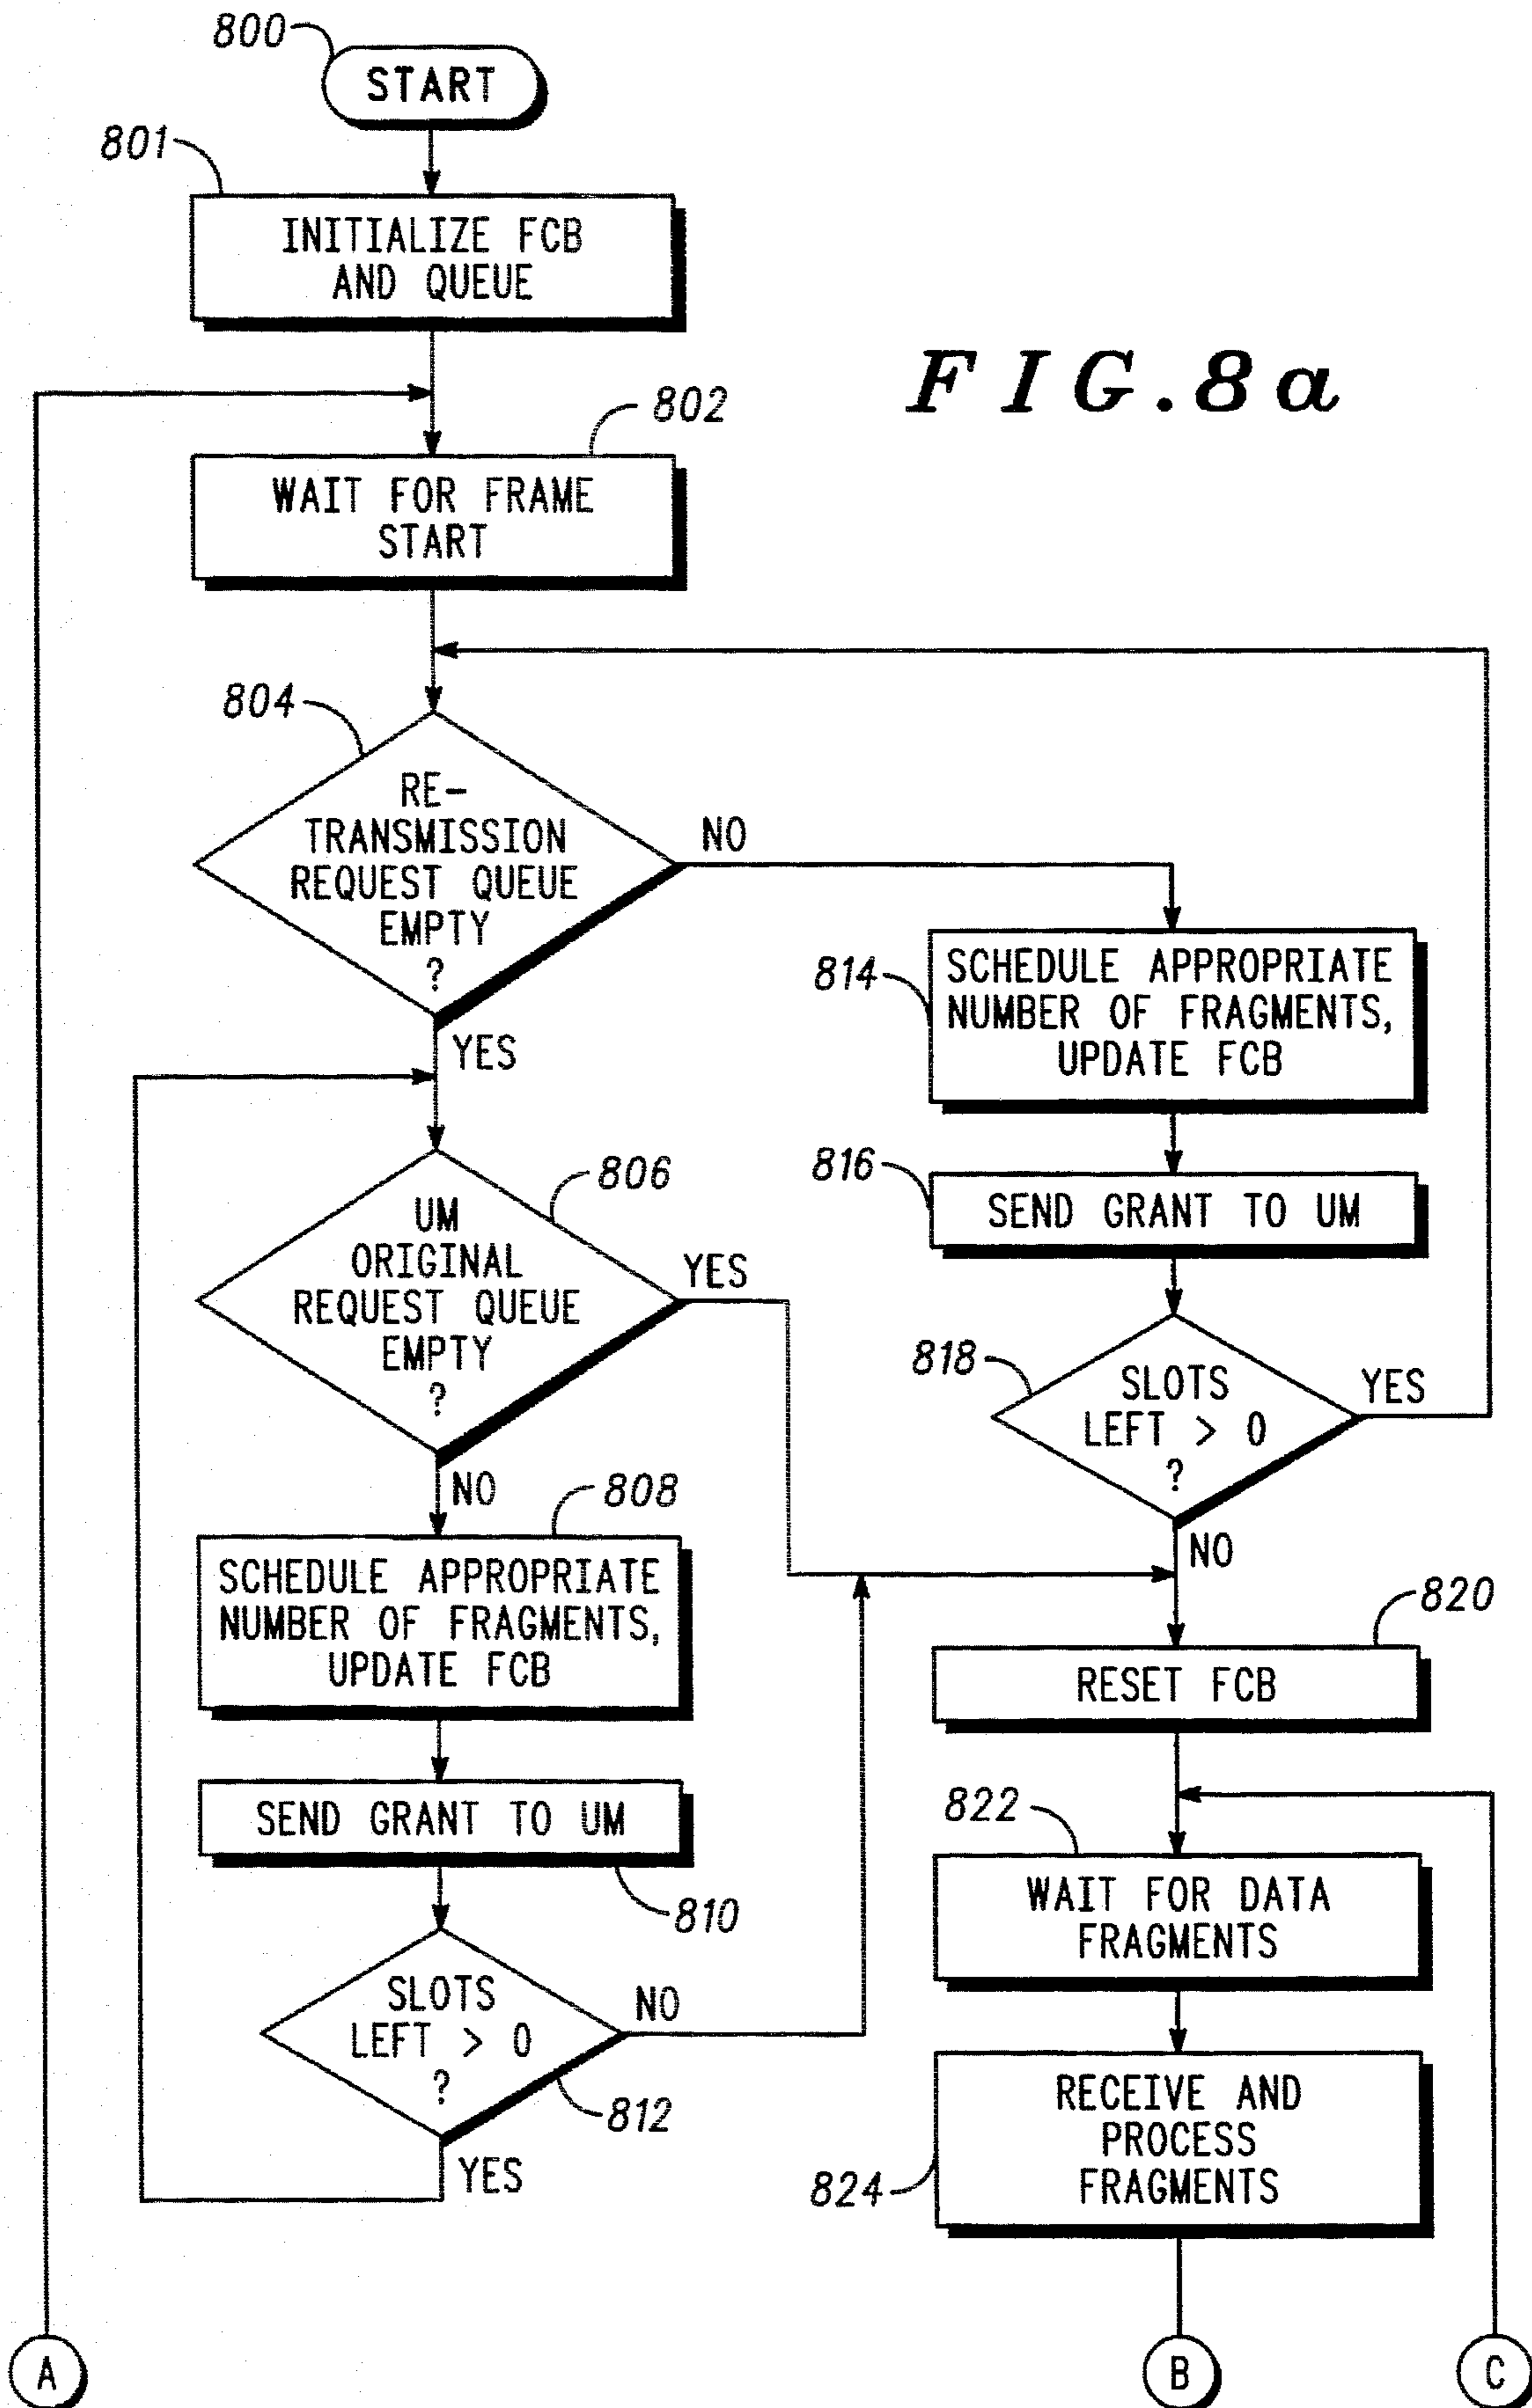 800
START
801
INITIALIZE FCB
AND QUEUE
FIG.8a
802
WAIT FOR FRAME
START
804
RE-
TRANSMISSION
REQUEST QUEUE
EMPTY
?
NO
YES
814
SCHEDULE APPROPRIATE
NUMBER OF FRAGMENTS,
UPDATE FCB
816
SEND GRANT TO UM
806
UM
ORIGINAL
REQUEST QUEUE
EMPTY
?
YES
NO
818
SLOTS
LEFT > 0
?
YES
NO
808
SCHEDULE APPROPRIATE
NUMBER OF FRAGMENTS,
UPDATE FCB
820
RESET FCB
SEND GRANT TO UM
810
822
WAIT FOR DATA
FRAGMENTS
SLOTS
LEFT > 0
?
NO
812
YES
RECEIVE AND
PROCESS
FRAGMENTS
824
A
B
C